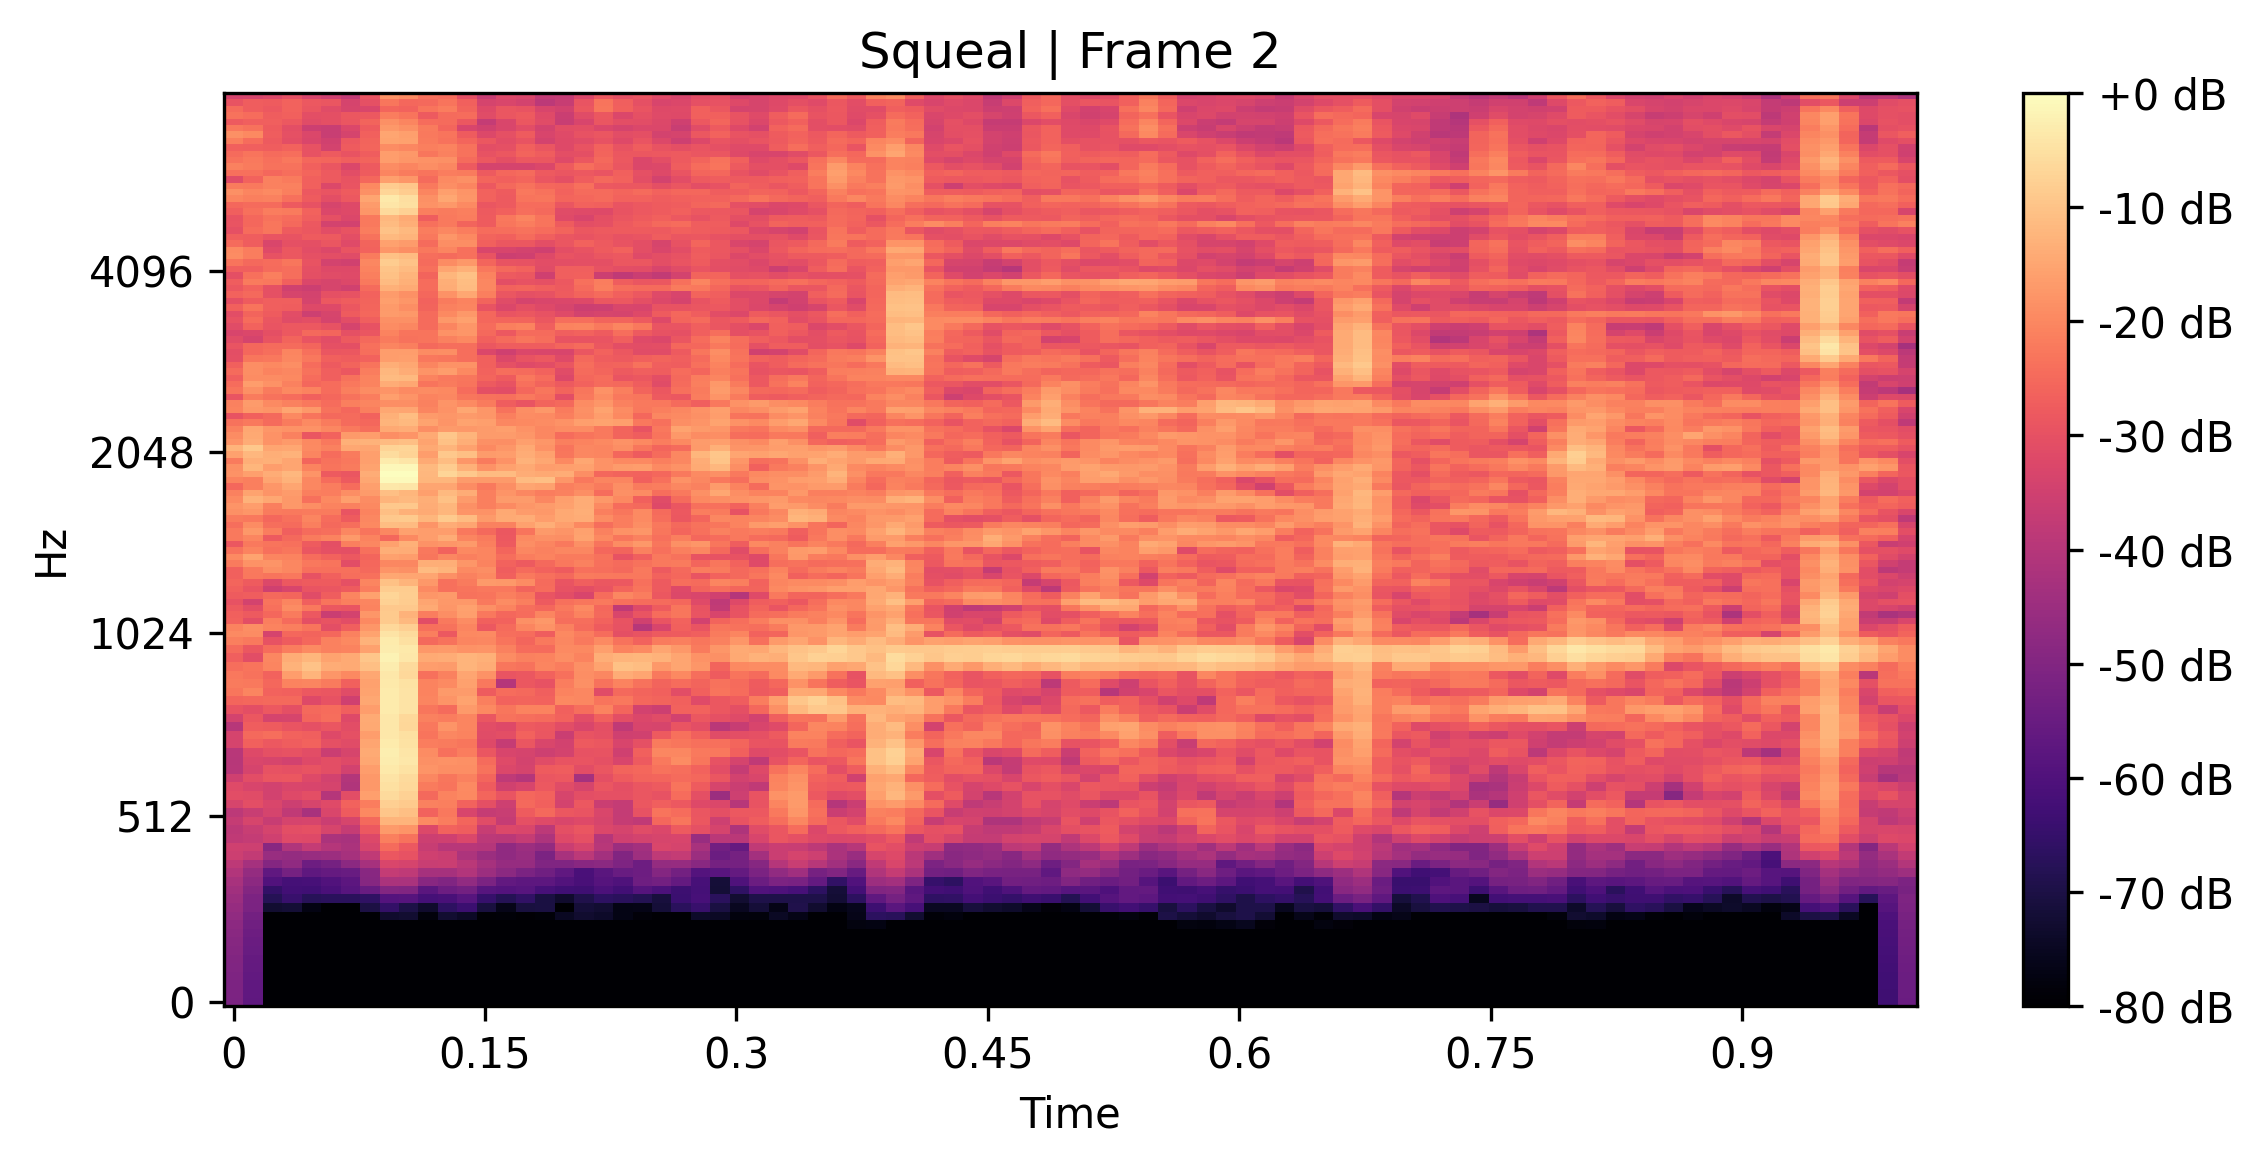 Squeal | Frame 2
Hz
4096
2048
1024
512
0
0 0.15 0.3 0.45 0.6 0.75 0.9
Time
+0 dB
-10 dB
-20 dB
-30 dB
-40 dB
-50 dB
-60 dB
-70 dB
-80 dB